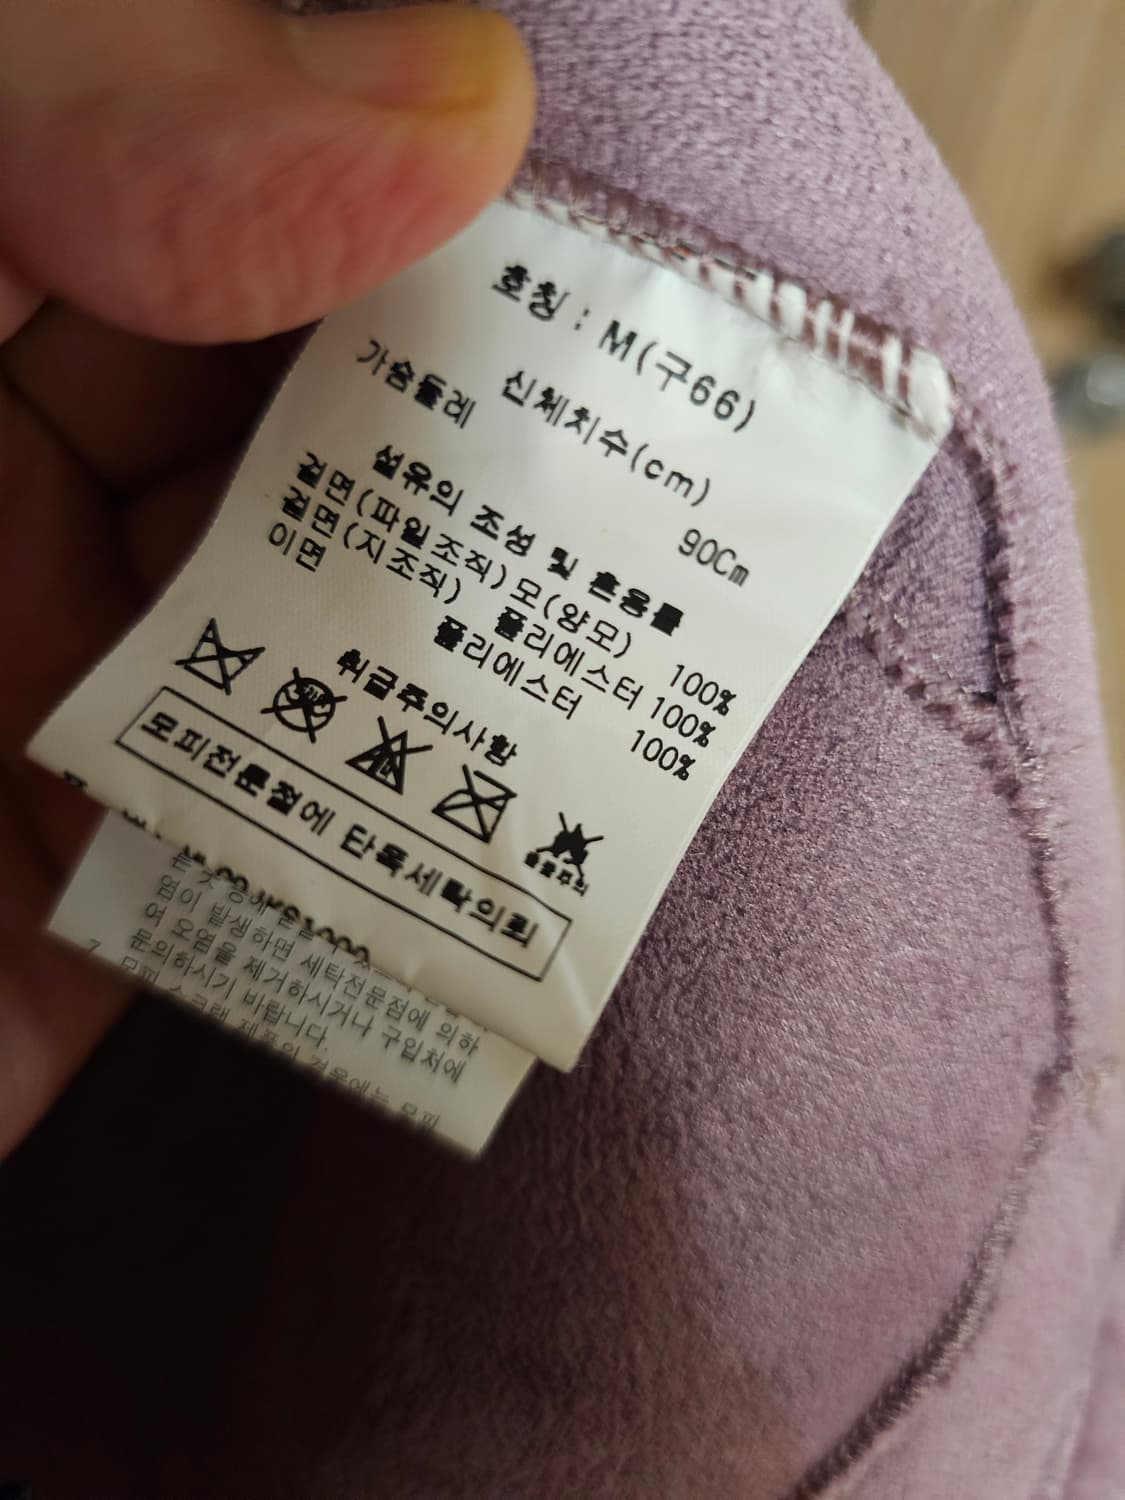 호칭 : M(구66)
신체치수(cm)
가슴둘레 90Cm
섬유의 조성 및 혼용률
겉면(파일조직) 모(양모) 100%
겉면(지조직) 폴리에스터 100%
이면 폴리에스터 100%
취급주의사항
모피전문점에 단독세탁의뢰
염이 발생하면 세탁전문점에 의하
여 오염을 제거하시거나 구입처에
문의하시기 바랍니다.
7